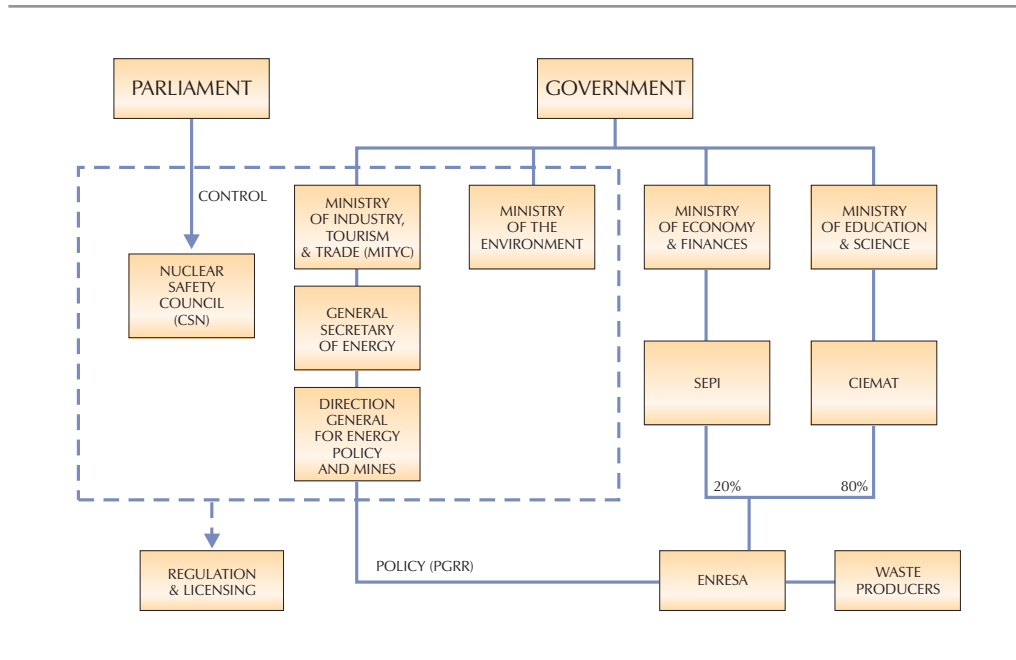 PARLIAMENT
GOVERNMENT
CONTROL
MINISTRY
OF INDUSTRY,
TOURISM
& TRADE (MITYC)
MINISTRY
OF THE
ENVIRONMENT
MINISTRY
OF ECONOMY
& FINANCES
MINISTRY
OF EDUCATION
& SCIENCE
NUCLEAR
SAFETY
COUNCIL
(CSN)
GENERAL
SECRETARY
OF ENERGY
SEPI
CIEMAT
DIRECTION
GENERAL
FOR ENERGY
POLICY
AND MINES
20%
80%
REGULATION
& LICENSING
POLICY (PGRR)
ENRESA
WASTE
PRODUCERS